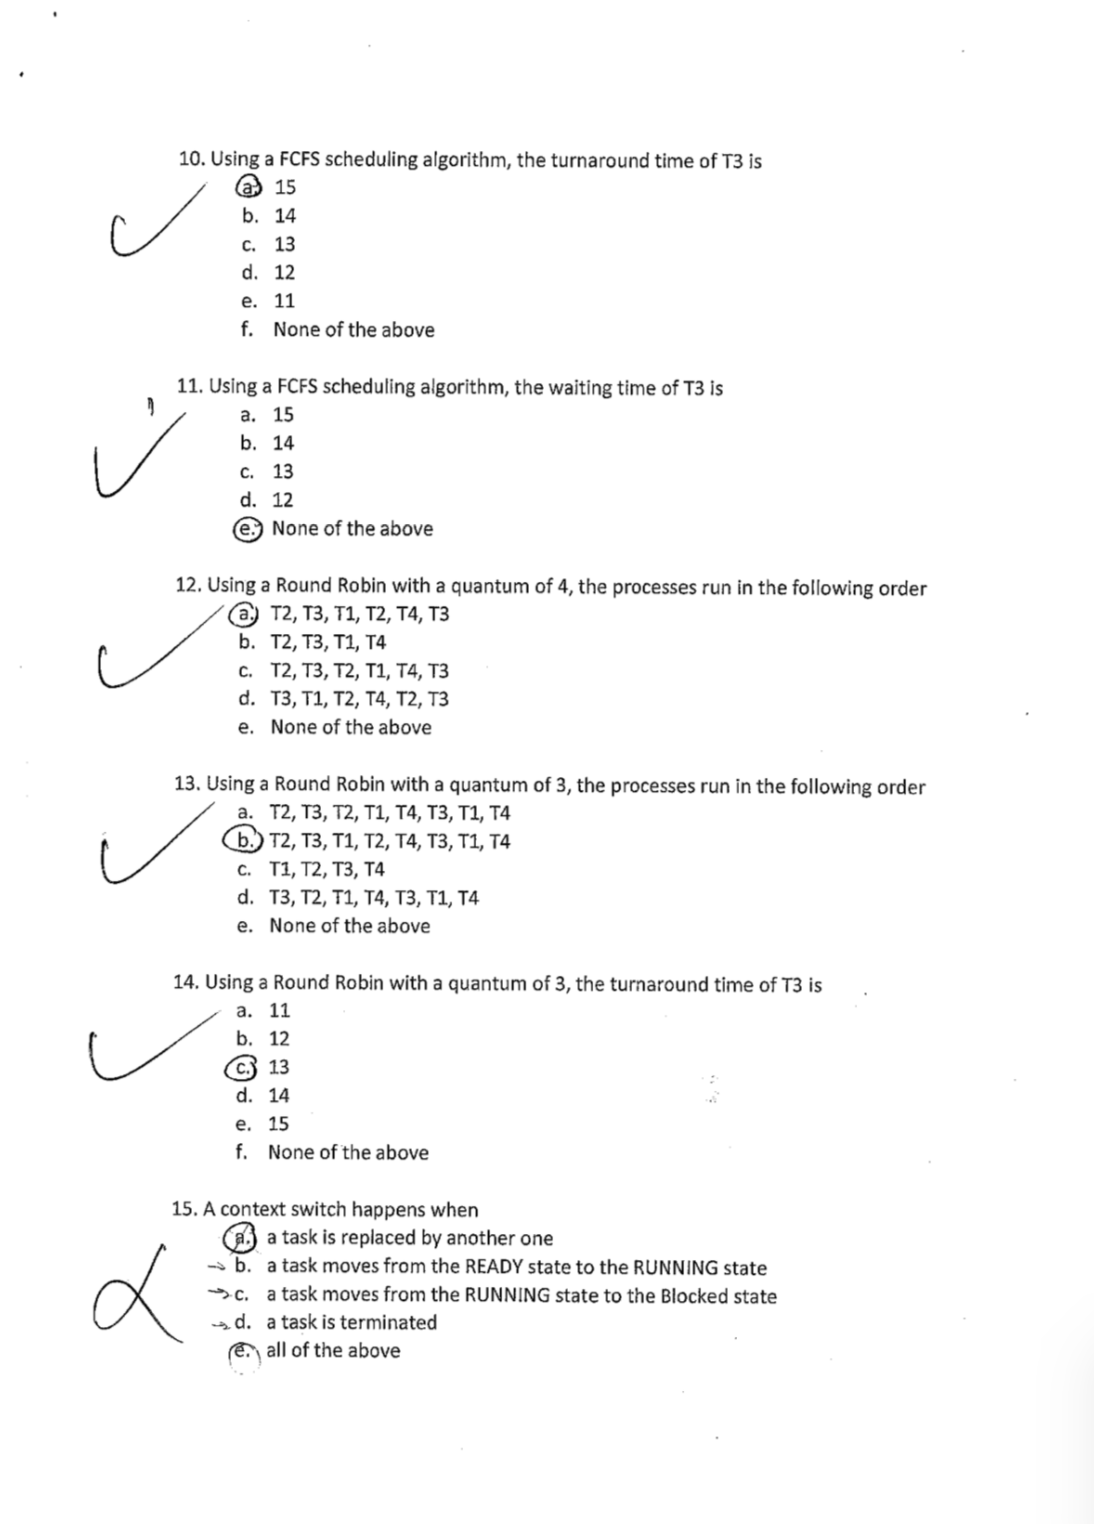 10. Using a FCFS scheduling algorithm, the turnaround time of T3 is
a. 15
b. 14
c. 13
d. 12
e. 11
f. None of the above
11. Using a FCFS scheduling algorithm, the waiting time of T3 is
a. 15
b. 14
c. 13
d. 12
e. None of the above
12. Using a Round Robin with a quantum of 4, the processes run in the following order
a. T2, T3, T1, T2, T4, T3
b. T2, T3, T1, T4
c. T2, T3, T2, T1, T4, T3
d. T3, T1, T2, T4, T2, T3
e. None of the above
13. Using a Round Robin with a quantum of 3, the processes run in the following order
a. T2, T3, T2, T1, T4, T3, T1, T4
b. T2, T3, T1, T2, T4, T3, T1, T4
c. T1, T2, T3, T4
d. T3, T2, T1, T4, T3, T1, T4
e. None of the above
14. Using a Round Robin with a quantum of 3, the turnaround time of T3 is
a. 11
b. 12
c. 13
d. 14
e. 15
f. None of the above
15. A context switch happens when
a. a task is replaced by another one
b. a task moves from the READY state to the RUNNING state
c. a task moves from the RUNNING state to the Blocked state
d. a task is terminated
e. all of the above